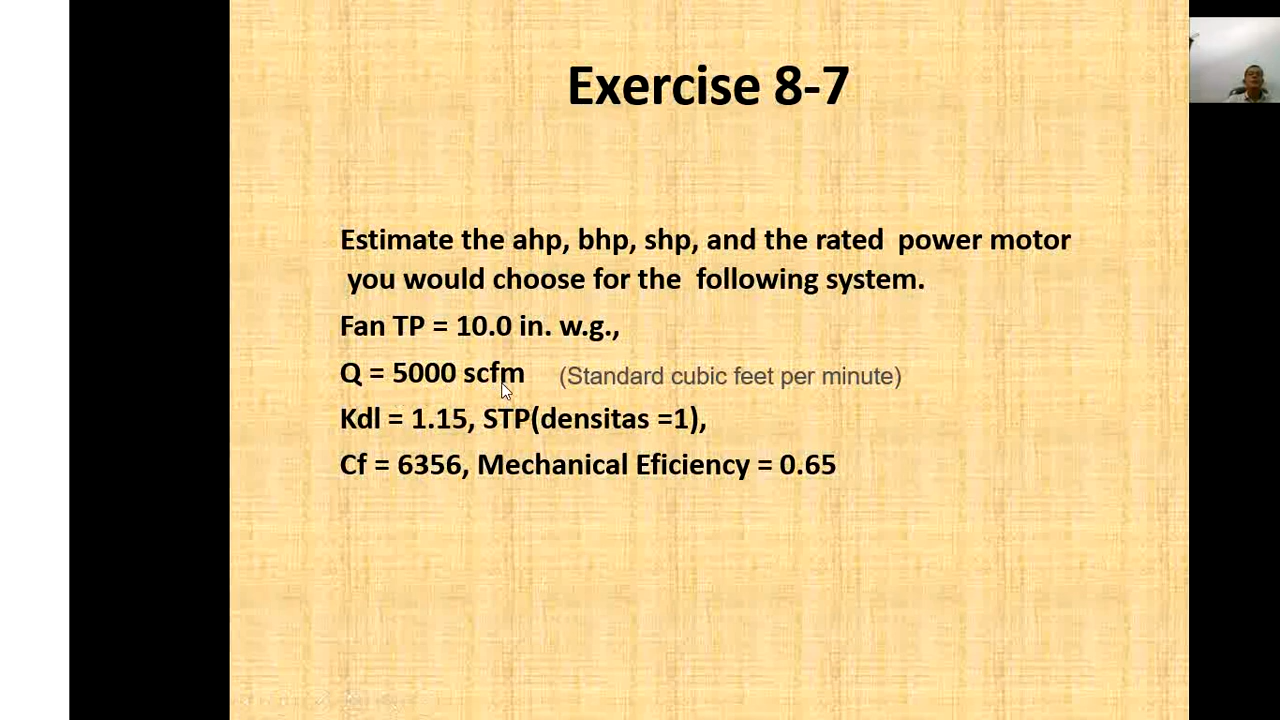 Exercise 8-7
Estimate the ahp, bhp, shp, and the rated power motor
you would choose for the following system.
Fan TP = 10.0 in. w.g.,
Q = 5000 scfm (Standard cubic feet per minute)
Kdl = 1.15, STP(densitas =1),
Cf = 6356, Mechanical Eficiency = 0.65